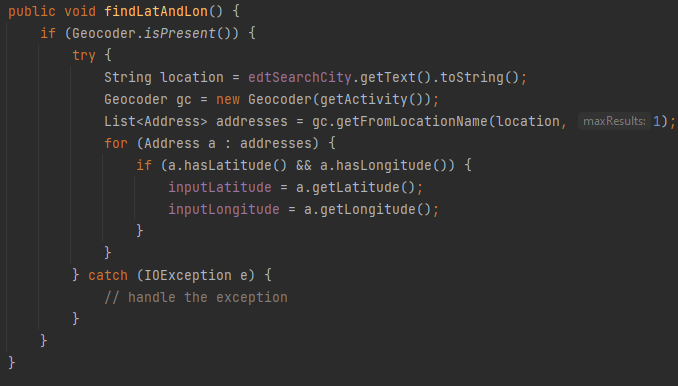 public void findLatAndLon() {
if (Geocoder.isPresent()) {
try {
String location = edtSearchCity.getText().toString();
Geocoder gc = new Geocoder(getActivity());
List<Address> addresses = gc.getFromLocationName(location, maxResults: 1);
for (Address a : addresses) {
if (a.hasLatitude() && a.hasLongitude()) {
inputLatitude = a.getLatitude();
inputLongitude = a.getLongitude();
}
}
} catch (IOException e) {
// handle the exception
}
}
}